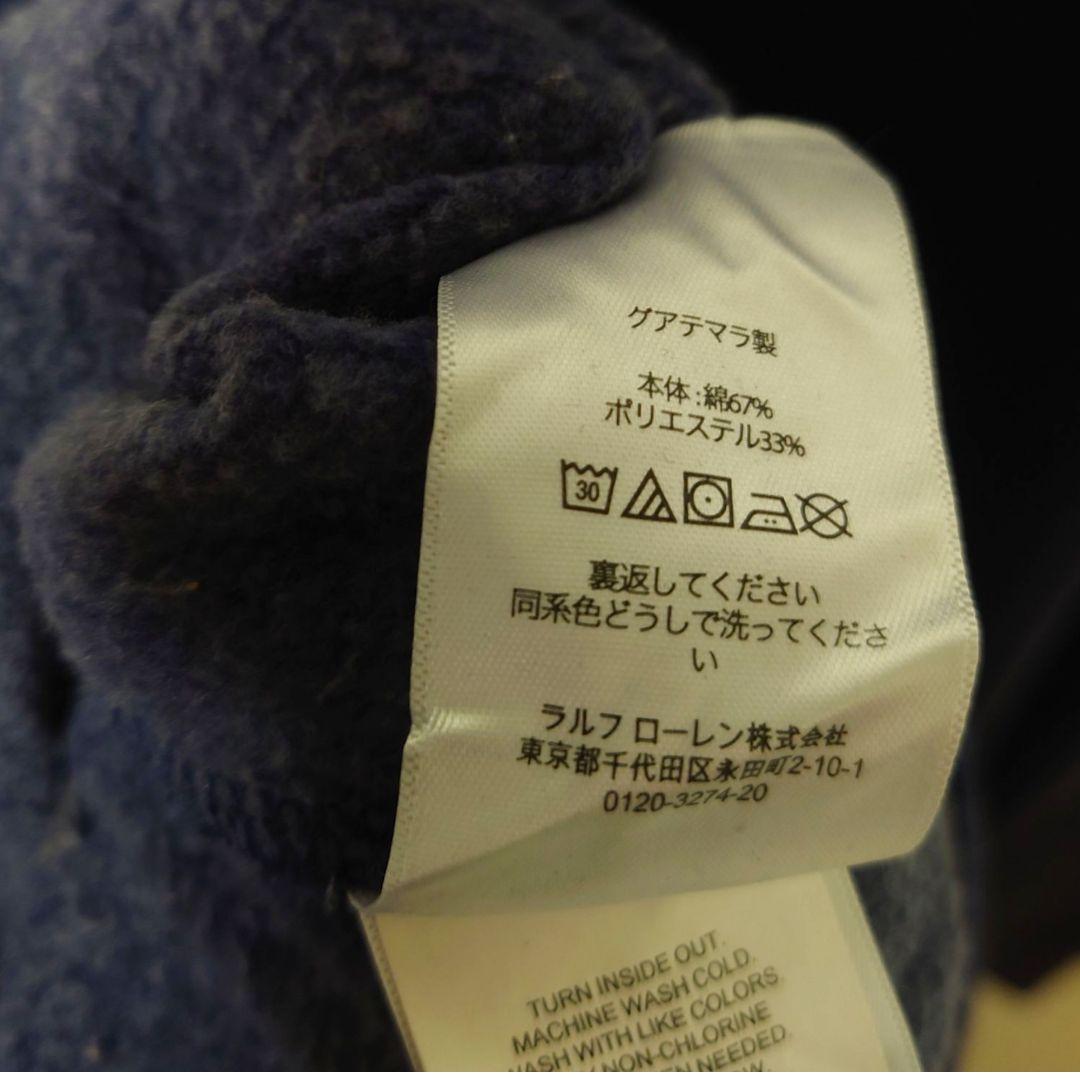 グアテマラ製
本体:綿67%
ポリエステル33%
30
裏返してください
同系色どうしで洗ってくださ
い
ラルフ ローレン株式会社
東京都千代田区永田町2-10-1
0120-3274-20
TURN INSIDE OUT.
MACHINE WASH COLD.
WASH WITH LIKE COLORS
NON-CHLORINE
NEEDED.